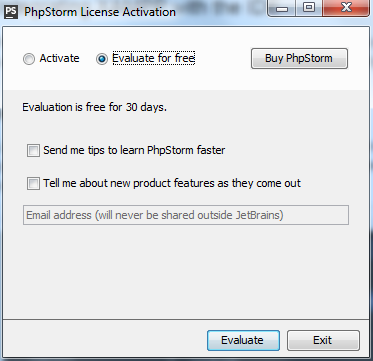 PS PhpStorm License Activation
Activate Evaluate for free Buy PhpStorm
Evaluation is free for 30 days.
Send me tips to learn PhpStorm faster
Tell me about new product features as they come out
Email address (will never be shared outside JetBrains)
Evaluate Exit